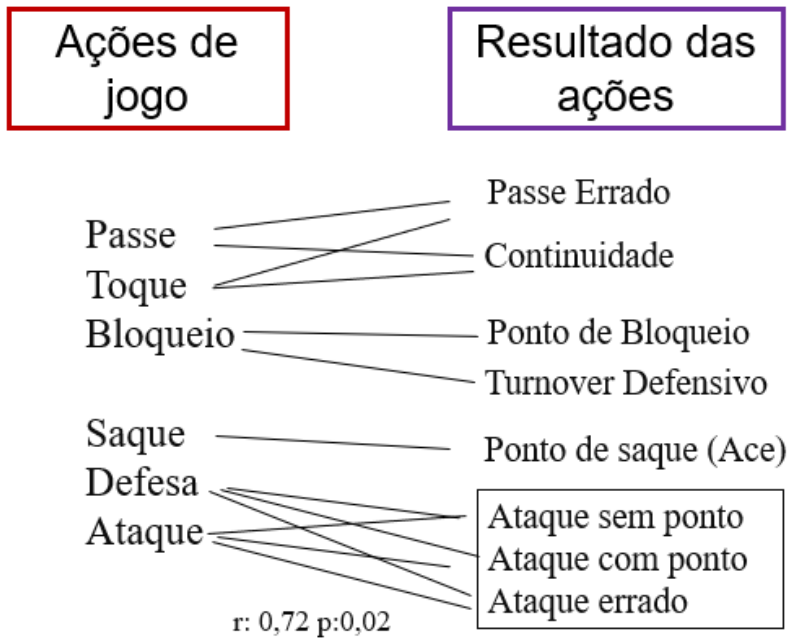 Ações de
jogo
Resultado das
ações
Passe
Toque
Bloqueio
Saque
Defesa
Ataque
Passe Errado
Continuidade
Ponto de Bloqueio
Turnover Defensivo
Ponto de saque (Ace)
Ataque sem ponto
Ataque com ponto
Ataque errado
r: 0,72 p:0,02